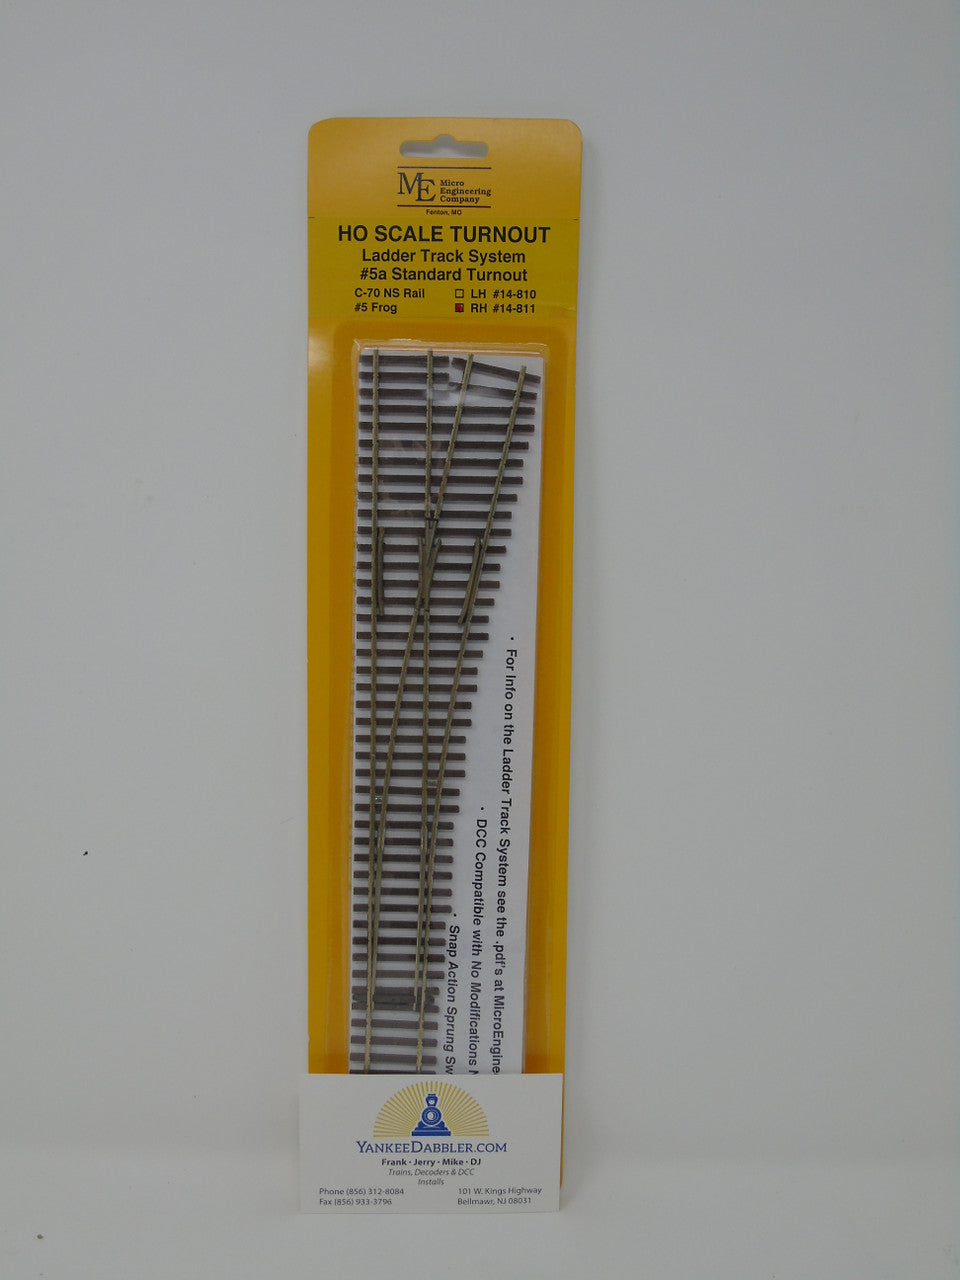 ME Micro
Engineering
Company
Fenton, MO
HO SCALE TURNOUT
Ladder Track System
#5a Standard Turnout
C-70 NS Rail LH #14-810
#5 Frog RH #14-811
• For Info on the Ladder Track System see the .pdf's at MicroEngine
• DCC Compatible with No Modifications N
• Snap Action Sprung Sw
YANKEEDABBLER.COM
Frank • Jerry • Mike • DJ
Trains, Decoders & DCC
Installs
Phone (856) 312-8084 101 W. Kings Highway
Fax (856) 933-3796 Bellmawr, NJ 08031